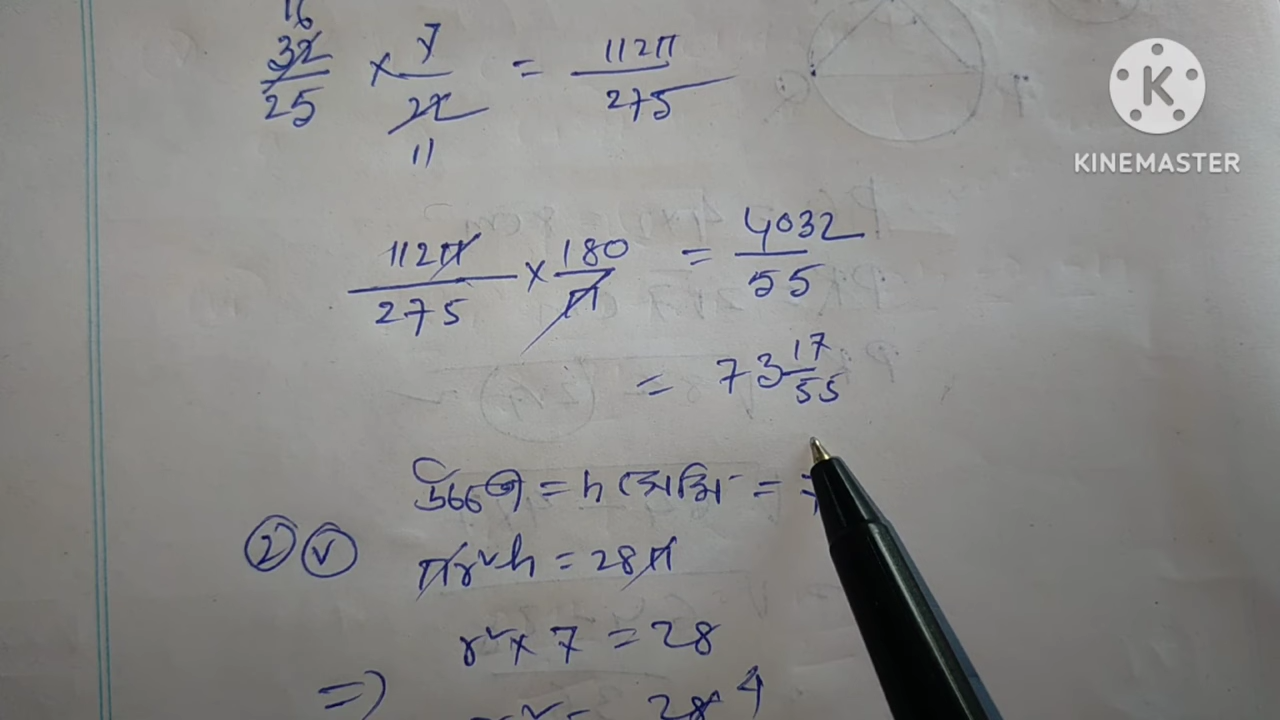 16
32/25 × 7/22 = 112π/275
11
K
KINEMASTER
112π/275 × 180/π = 4032/55
= 73 17/55
উচ্চতা = h সেমি =
② ⓥ πr²h = 28π
r² × 7 = 28
=> r² = 28 4